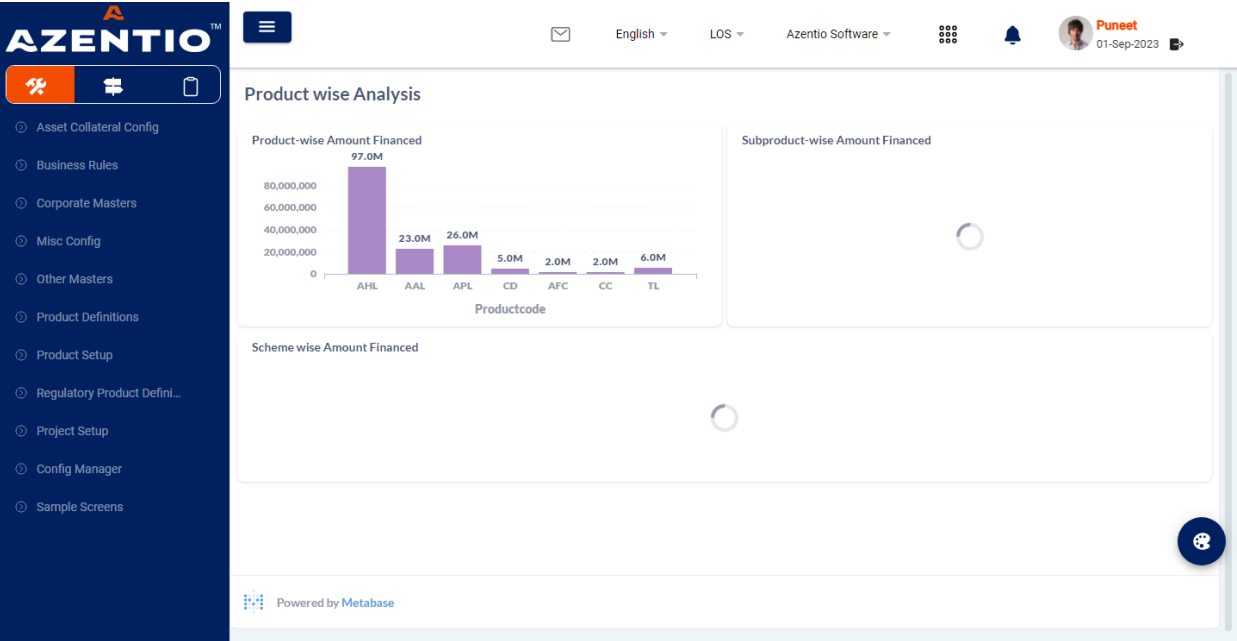 AZENTIO™
English
LOS
Azentio Software
Puneet
01-Sep-2023
Asset Collateral Config
Business Rules
Corporate Masters
Misc Config
Other Masters
Product Definitions
Product Setup
Regulatory Product Defini...
Project Setup
Config Manager
Sample Screens
Product wise Analysis
Product-wise Amount Financed
97.0M
80,000,000
60,000,000
40,000,000
20,000,000
0
23.0M
26.0M
5.0M
2.0M
2.0M
6.0M
AHL AAL APL CD AFC CC TL
Productcode
Subproduct-wise Amount Financed
Scheme wise Amount Financed
Powered by Metabase